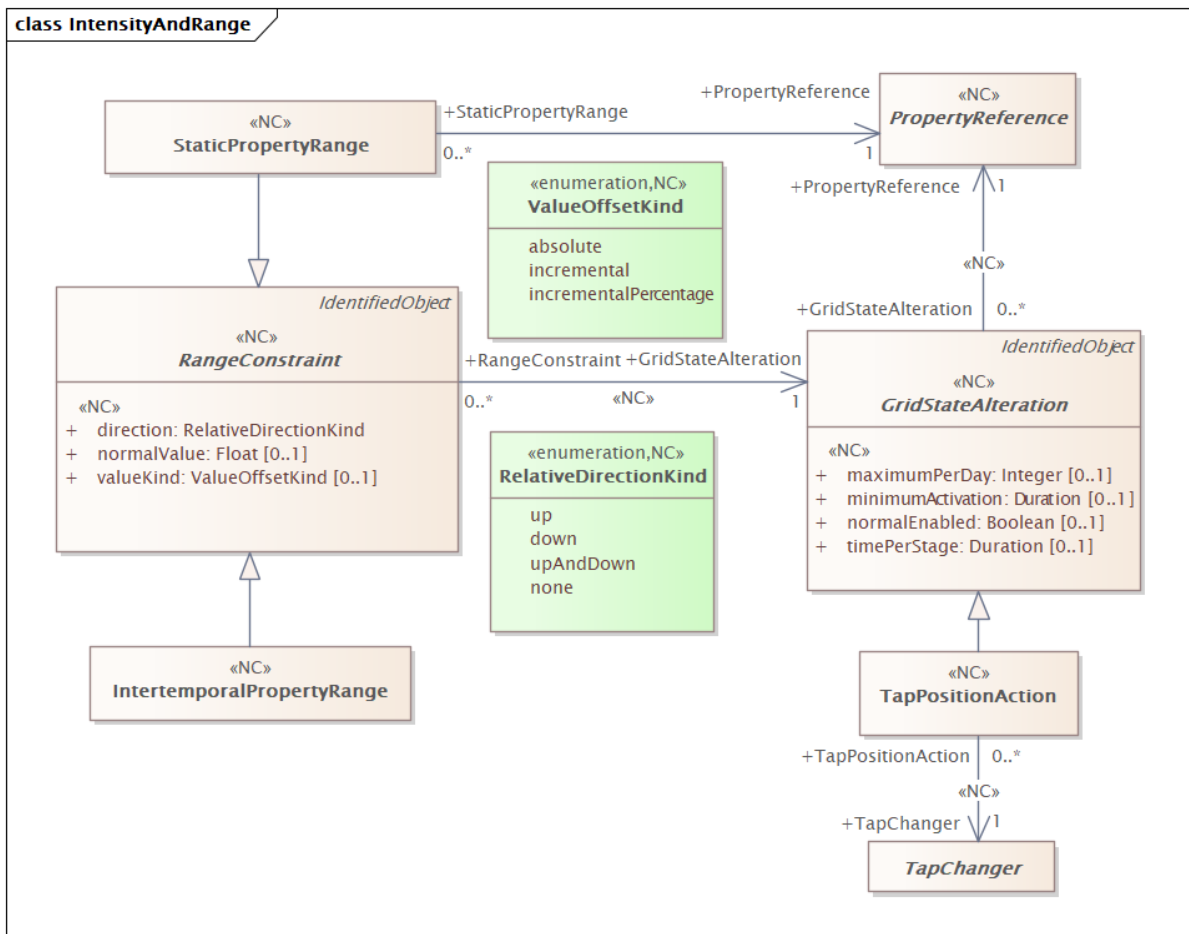 class IntensityAndRange
«NC»
StaticPropertyRange
+StaticPropertyRange
0..*
+PropertyReference
1
«NC»
PropertyReference
+PropertyReference
1
«NC»
+GridStateAlteration
0..*
«enumeration,NC»
ValueOffsetKind
absolute
incremental
incrementalPercentage
IdentifiedObject
«NC»
RangeConstraint
«NC»
+ direction: RelativeDirectionKind
+ normalValue: Float [0..1]
+ valueKind: ValueOffsetKind [0..1]
+RangeConstraint
+GridStateAlteration
0..*
«NC»
1
IdentifiedObject
«NC»
GridStateAlteration
«NC»
+ maximumPerDay: Integer [0..1]
+ minimumActivation: Duration [0..1]
+ normalEnabled: Boolean [0..1]
+ timePerStage: Duration [0..1]
«enumeration,NC»
RelativeDirectionKind
up
down
upAndDown
none
«NC»
IntertemporalPropertyRange
«NC»
TapPositionAction
+TapPositionAction
0..*
«NC»
+TapChanger
1
TapChanger